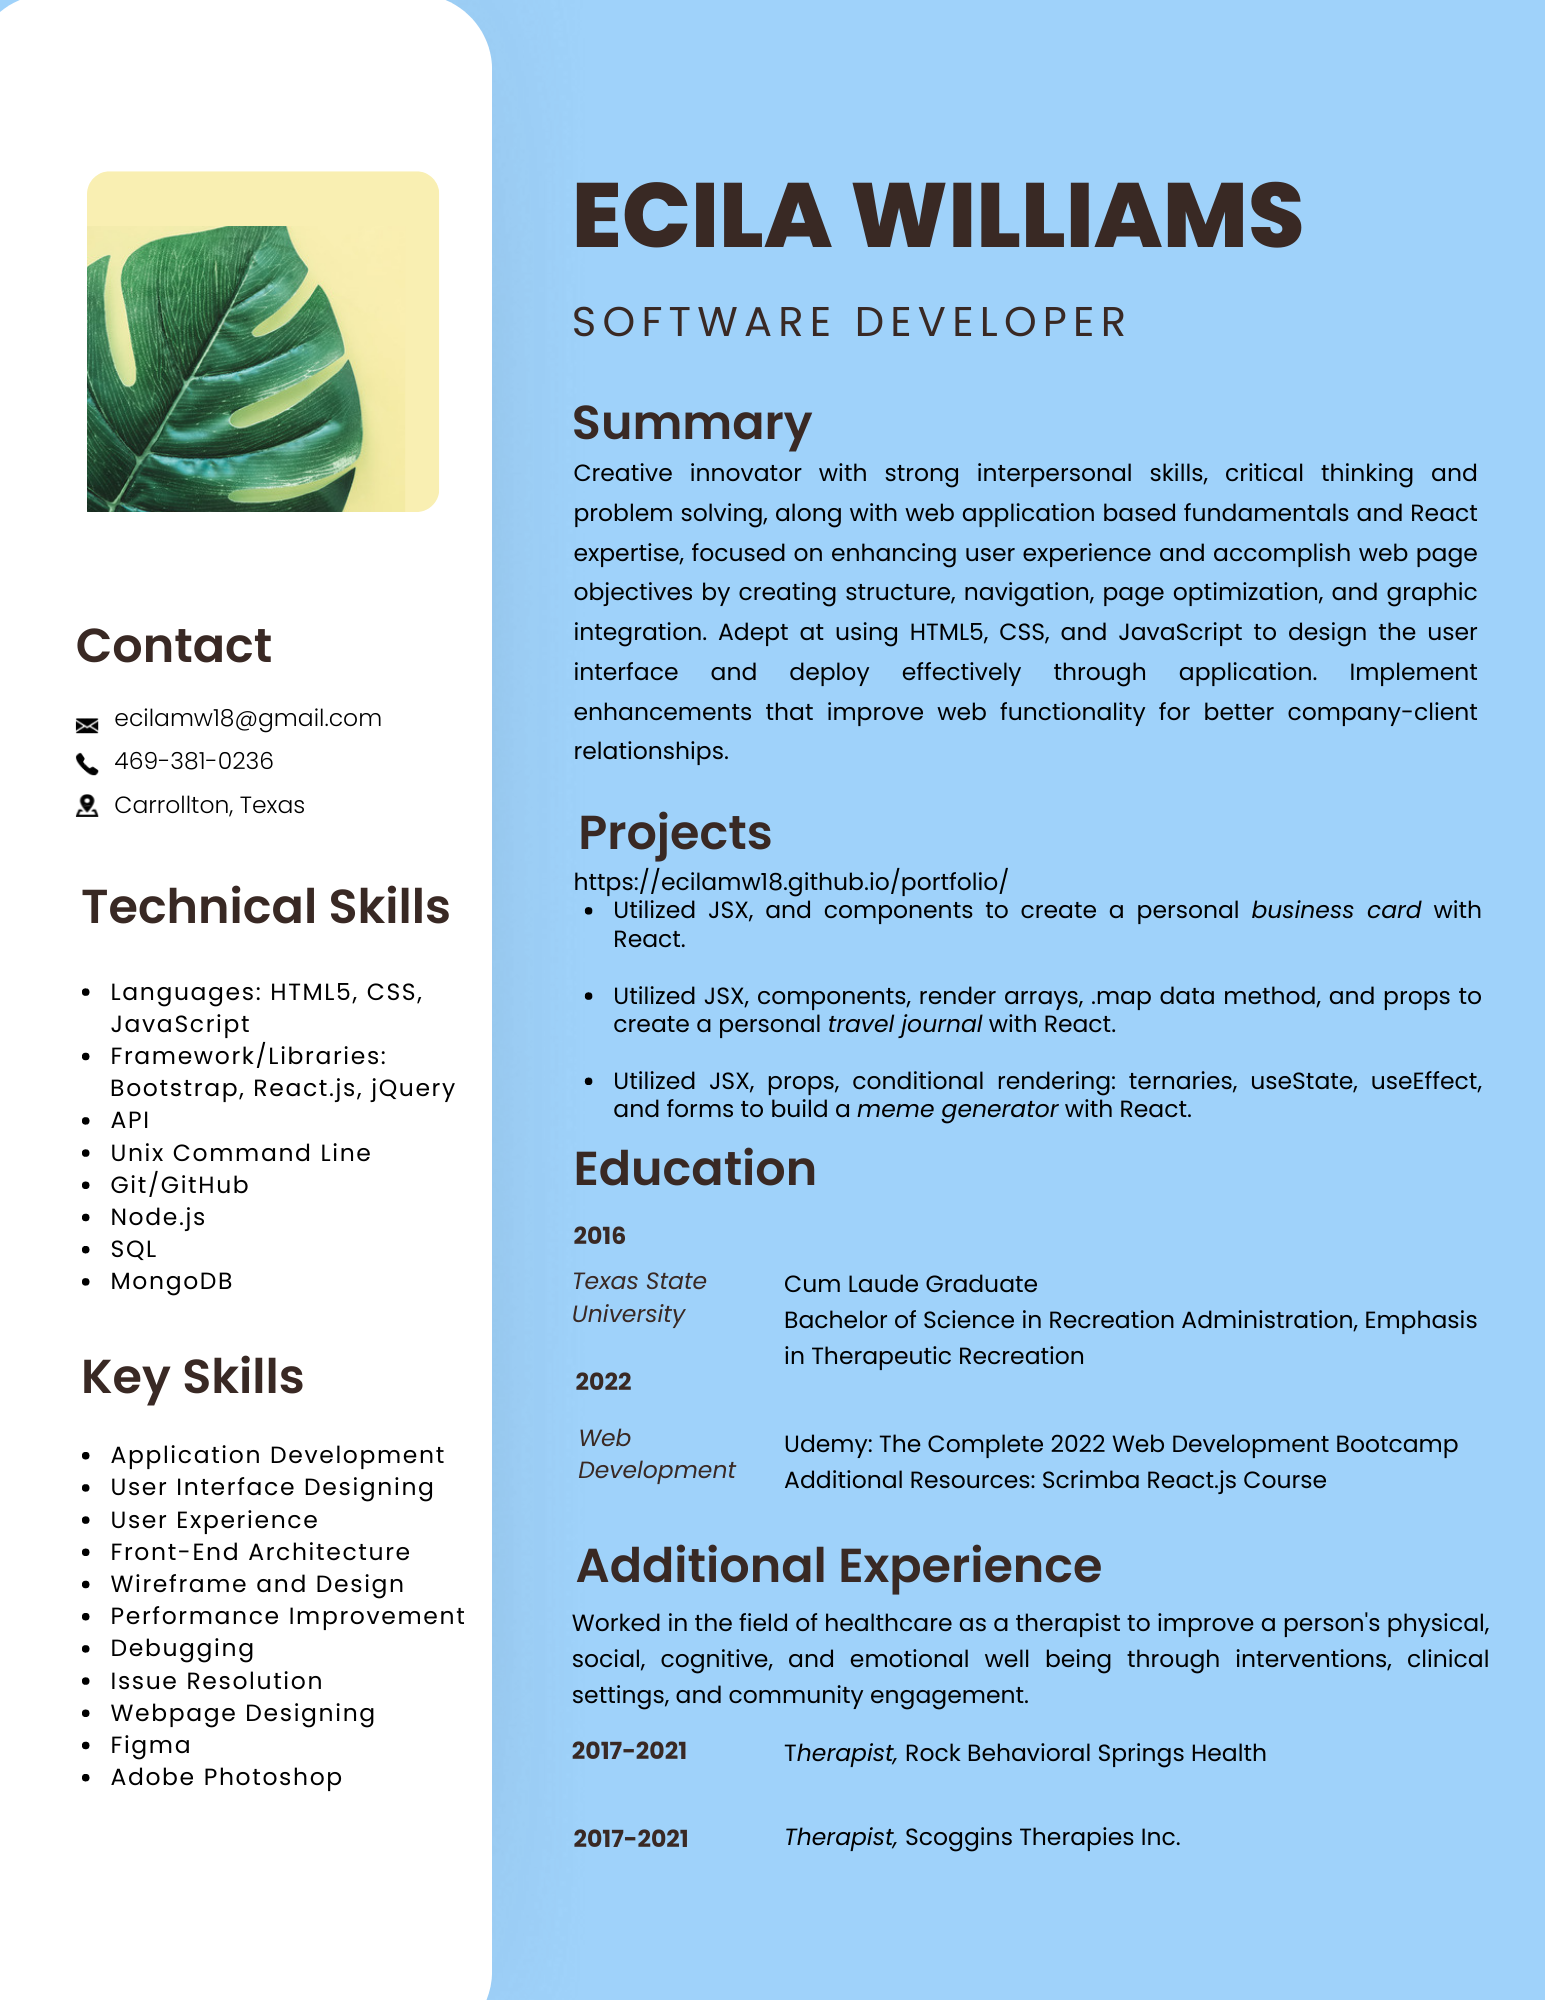 ECILA WILLIAMS
SOFTWARE DEVELOPER
Contact
ecilamw18@gmail.com
469-381-0236
Carrollton, Texas
Technical Skills
• Languages: HTML5, CSS,
JavaScript
• Framework/Libraries:
Bootstrap, React.js, jQuery
• API
• Unix Command Line
• Git/GitHub
• Node.js
• SQL
• MongoDB
Key Skills
• Application Development
• User Interface Designing
• User Experience
• Front-End Architecture
• Wireframe and Design
• Performance Improvement
• Debugging
• Issue Resolution
• Webpage Designing
• Figma
• Adobe Photoshop
Summary
Creative innovator with strong interpersonal skills, critical thinking and
problem solving, along with web application based fundamentals and React
expertise, focused on enhancing user experience and accomplish web page
objectives by creating structure, navigation, page optimization, and graphic
integration. Adept at using HTML5, CSS, and JavaScript to design the user
interface and deploy effectively through application. Implement
enhancements that improve web functionality for better company-client
relationships.
Projects
https://ecilamw18.github.io/portfolio/
• Utilized JSX, and components to create a personal business card with
React.
• Utilized JSX, components, render arrays, .map data method, and props to
create a personal travel journal with React.
• Utilized JSX, props, conditional rendering: ternaries, useState, useEffect,
and forms to build a meme generator with React.
Education
2016
Texas State
University
Cum Laude Graduate
Bachelor of Science in Recreation Administration, Emphasis
in Therapeutic Recreation
2022
Web
Development
Udemy: The Complete 2022 Web Development Bootcamp
Additional Resources: Scrimba React.js Course
Additional Experience
Worked in the field of healthcare as a therapist to improve a person's physical,
social, cognitive, and emotional well being through interventions, clinical
settings, and community engagement.
2017-2021 Therapist, Rock Behavioral Springs Health
2017-2021 Therapist, Scoggins Therapies Inc.